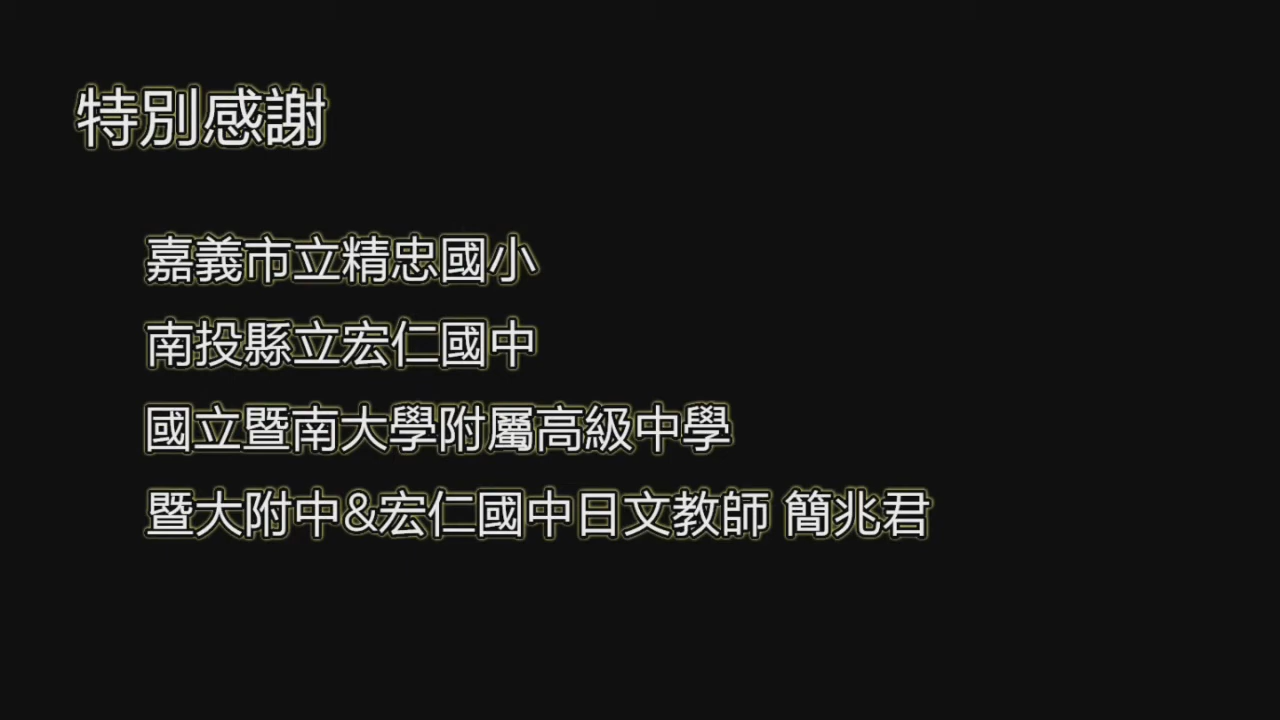 特別感謝
嘉義市立精忠國小
南投縣立宏仁國中
國立暨南大學附屬高級中學
暨大附中&宏仁國中日文教師 簡兆君